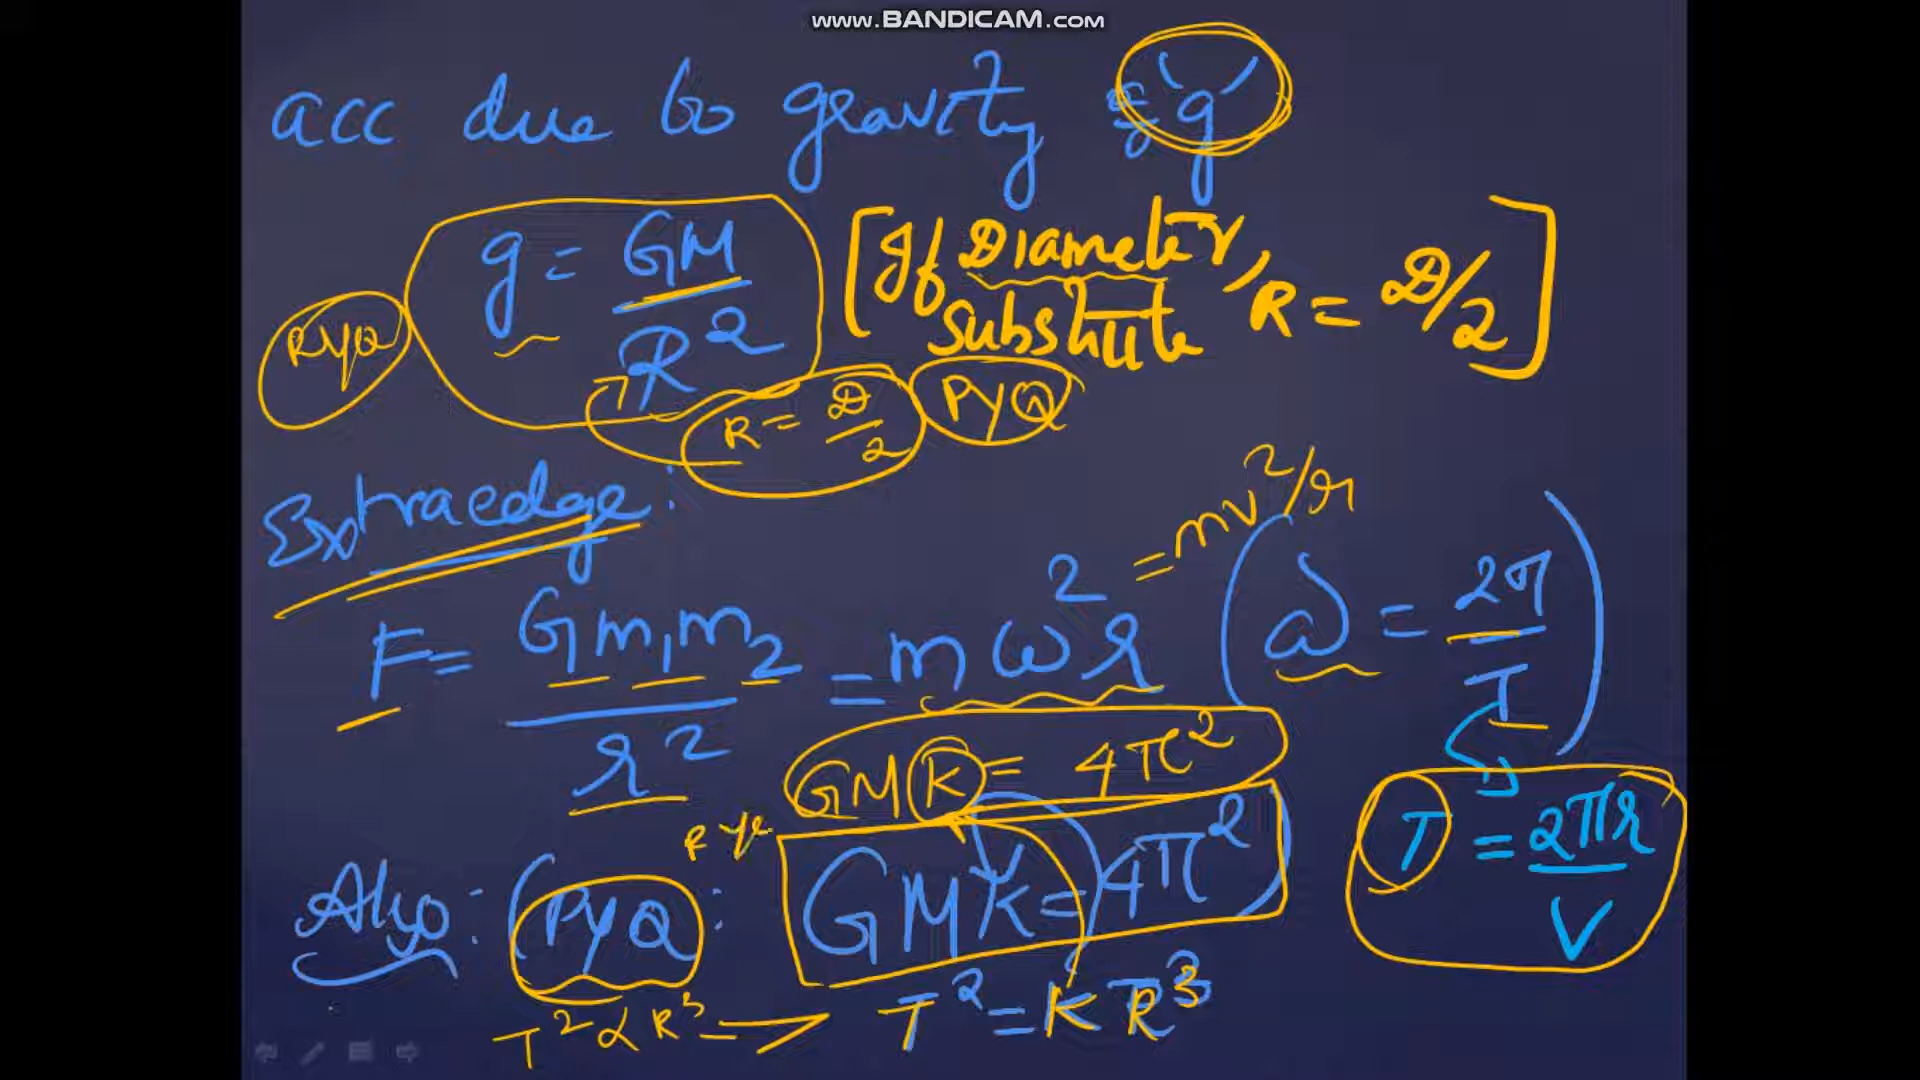 www.BANDICAM.com
acc due to gravity 'g'
g = GM/R² [If Diameter, substitute R = D/2]
PYQ
R = D/2 PYQ
Extraedge:
F = Gm₁m₂/r² = mω²r = mv²/r (ω = 2π/T)
GMK = 4π²
T = 2πr/V
Also: (PYQ: GMK = 4π²)
T² ∝ R³ → T² = KR³